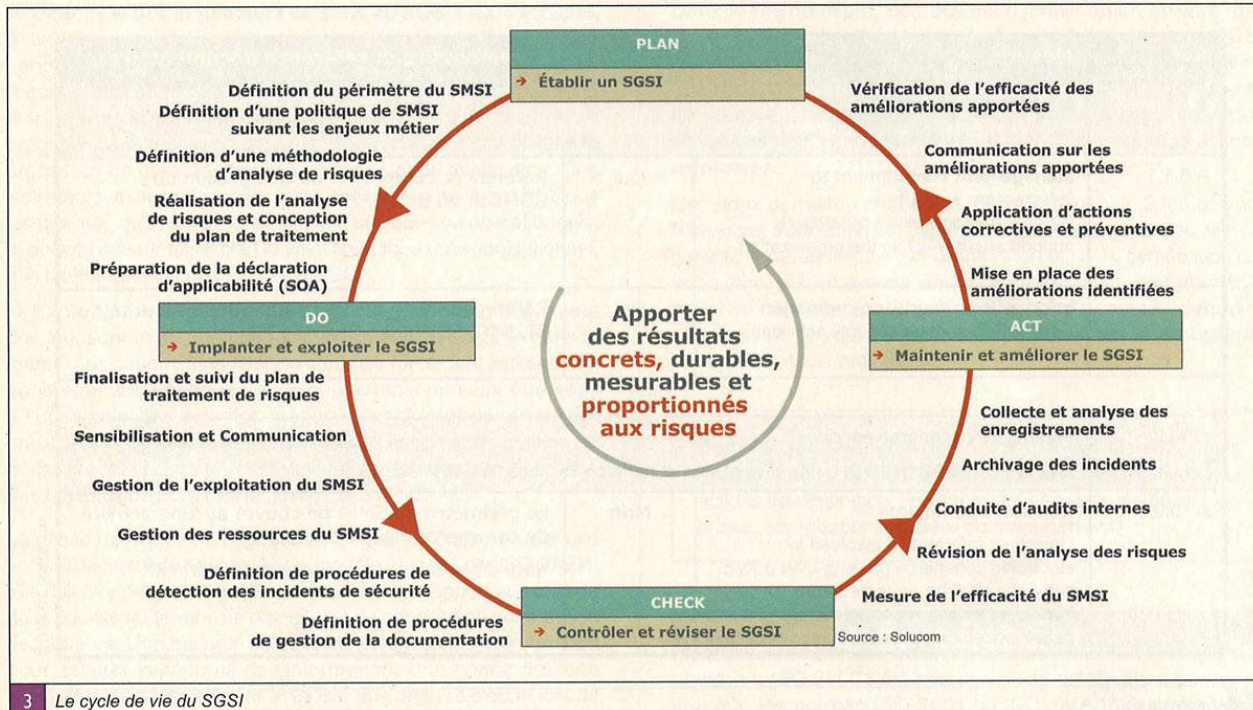 PLAN
→ Établir un SGSI
Définition du périmètre du SMSI
Définition d'une politique de SMSI
suivant les enjeux métier
Définition d'une méthodologie
d'analyse de risques
Réalisation de l'analyse
de risques et conception
du plan de traitement
Préparation de la déclaration
d'applicabilité (SOA)
DO
→ Implanter et exploiter le SGSI
Finalisation et suivi du plan de
traitement de risques
Sensibilisation et Communication
Gestion de l'exploitation du SMSI
Gestion des ressources du SMSI
Définition de procédures de
détection des incidents de sécurité
Définition de procédures
de gestion de la documentation
CHECK
→ Contrôler et réviser le SGSI
Source : Solucom
Mesure de l'efficacité du SMSI
Révision de l'analyse des risques
Conduite d'audits internes
Archivage des incidents
Collecte et analyse des
enregistrements
ACT
→ Maintenir et améliorer le SGSI
Mise en place des
améliorations identifiées
Application d'actions
correctives et préventives
Communication sur les
améliorations apportées
Vérification de l'efficacité des
améliorations apportées
Apporter
des résultats
concrets, durables,
mesurables et
proportionnés
aux risques
3 Le cycle de vie du SGSI